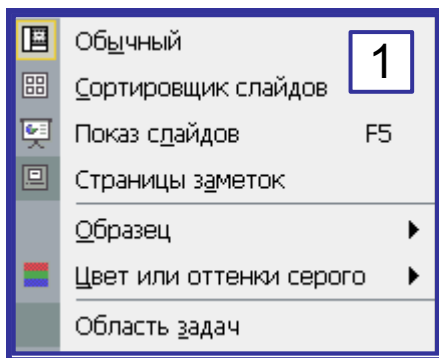 Обычный
1
Сортировщик слайдов
Показ слайдов F5
Страницы заметок
Образец
Цвет или оттенки серого
Область задач